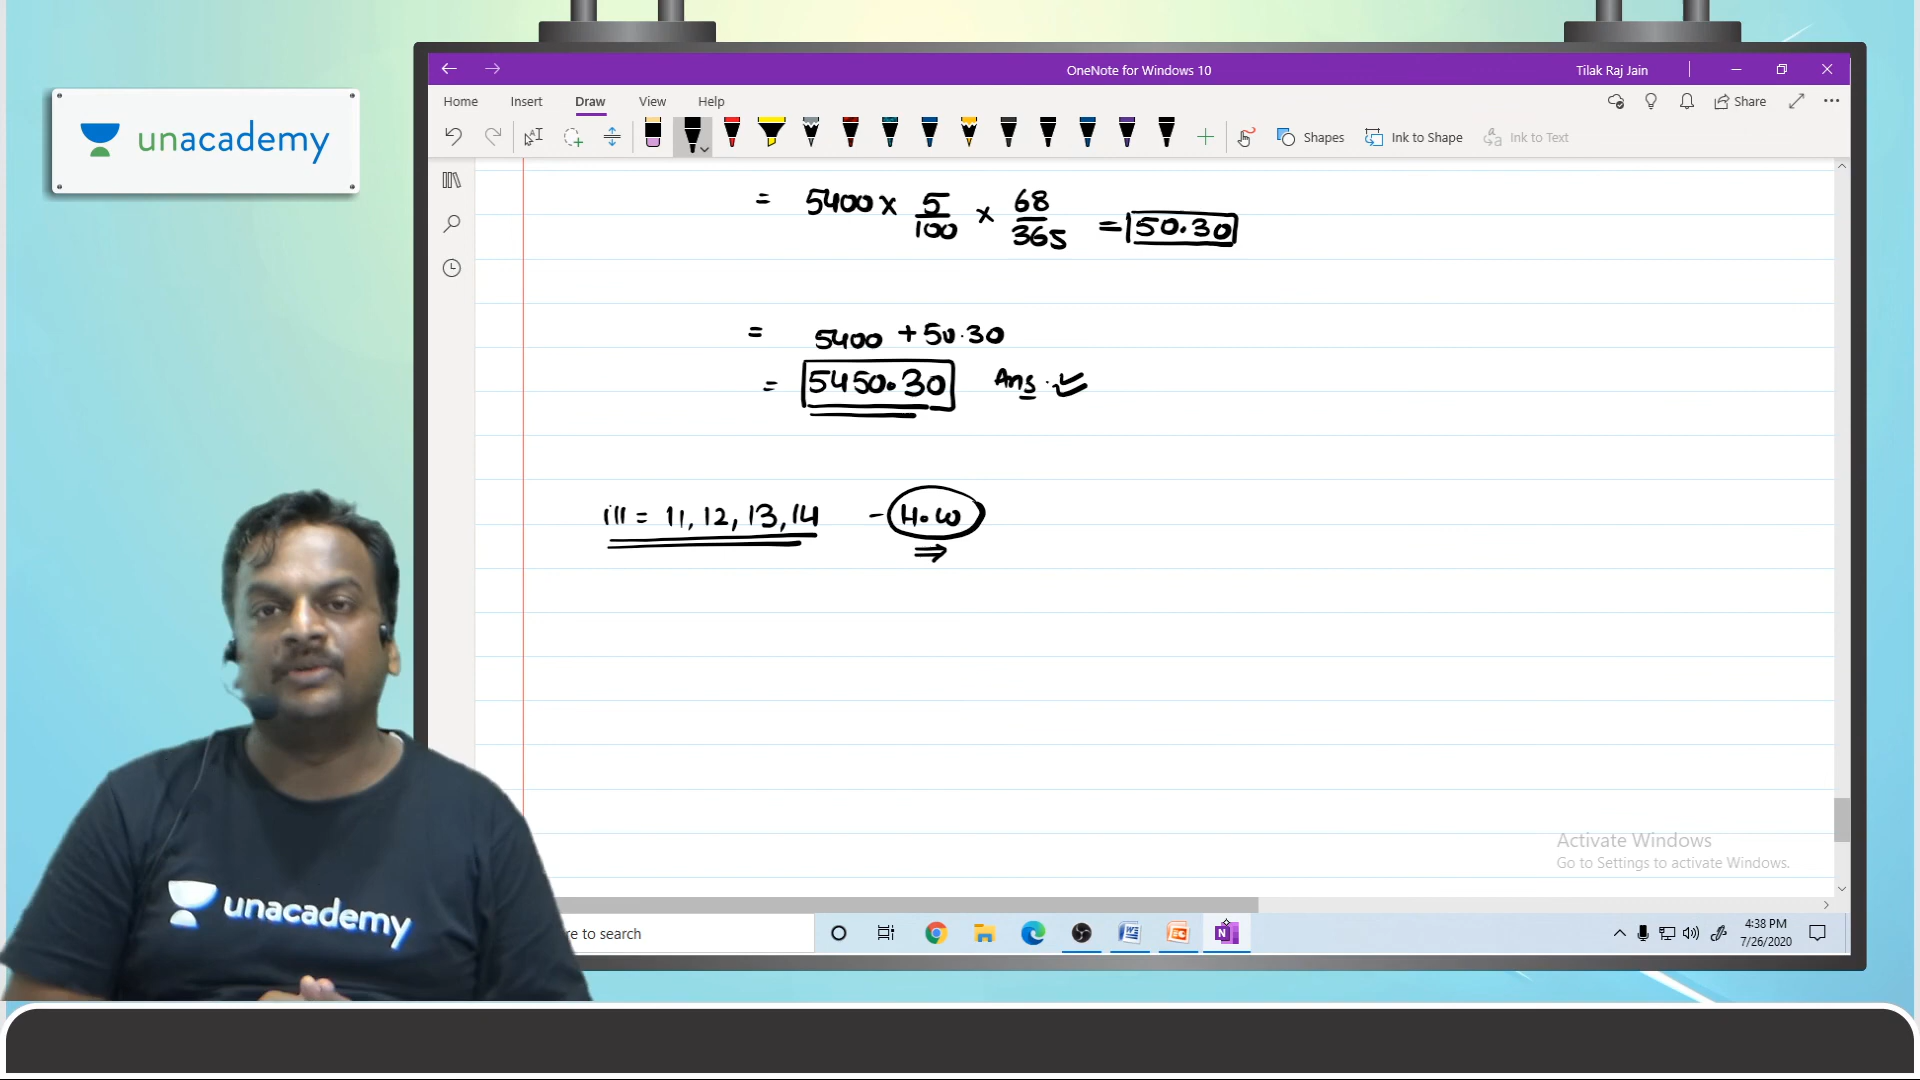 unacademy
OneNote for Windows 10
Tilak Raj Jain
Home Insert Draw View Help
Share
Shapes Ink to Shape Ink to Text
= 5400 × 5/100 × 68/365 = 50.30
= 5400 + 50.30
= 5450.30 Ans.
ill = 11, 12, 13, 14 - H.W
⇒
Activate Windows
Go to Settings to activate Windows.
unacademy
re to search
4:38 PM
7/26/2020